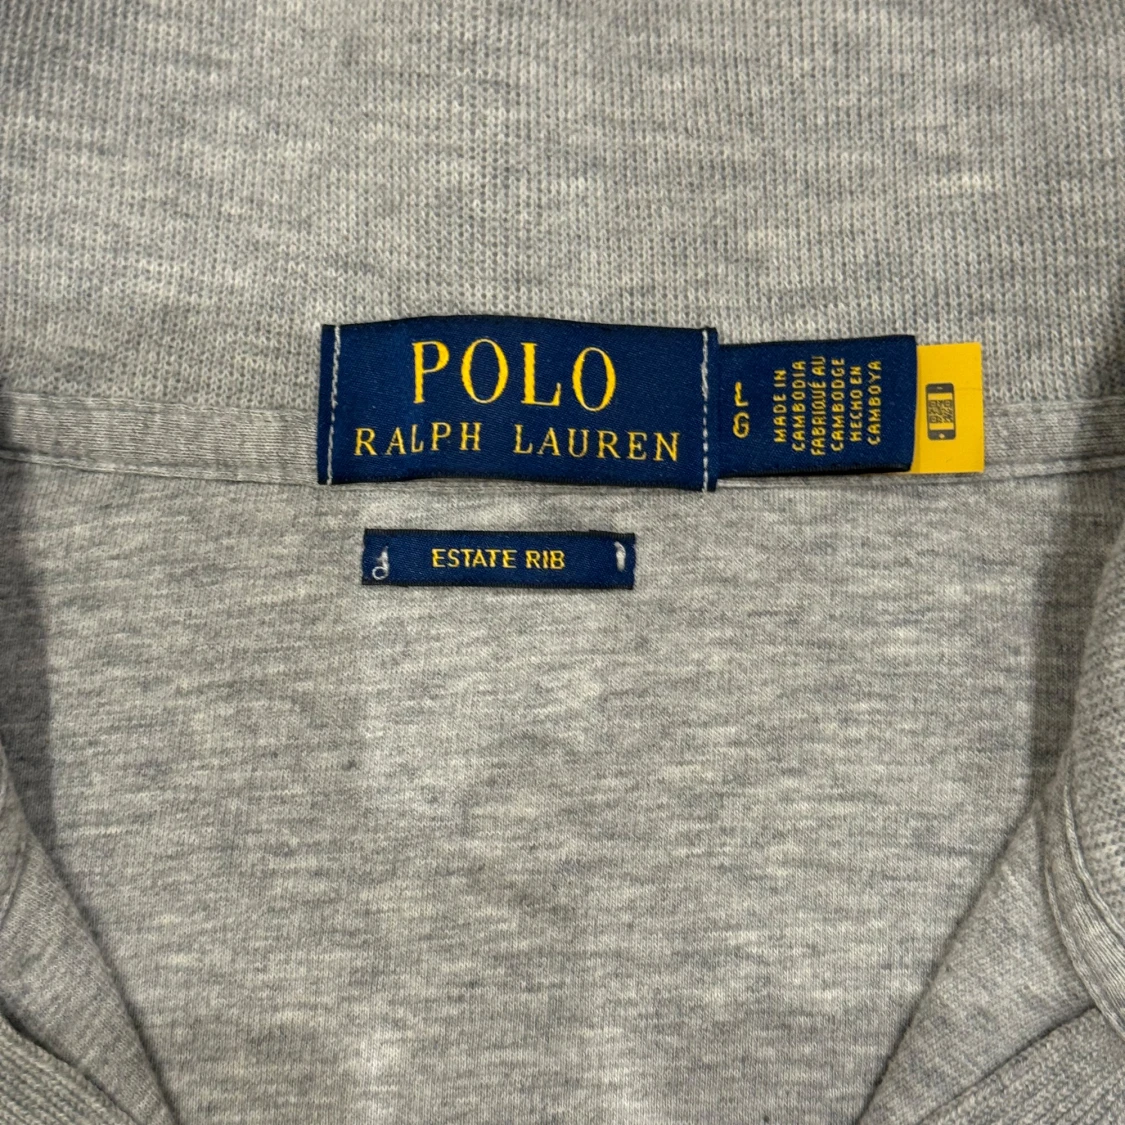 POLO
RALPH LAUREN
L
G
MADE IN
CAMBODIA
FABRIQUÉ AU
CAMBODGE
HECHO EN
CAMBOYA
ESTATE RIB